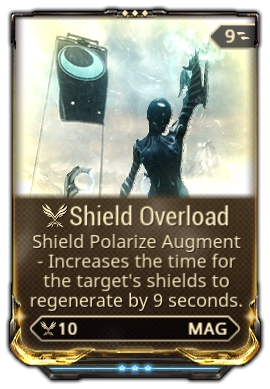 9
Shield Overload
Shield Polarize Augment
- Increases the time for
the target's shields to
regenerate by 9 seconds.
10 MAG